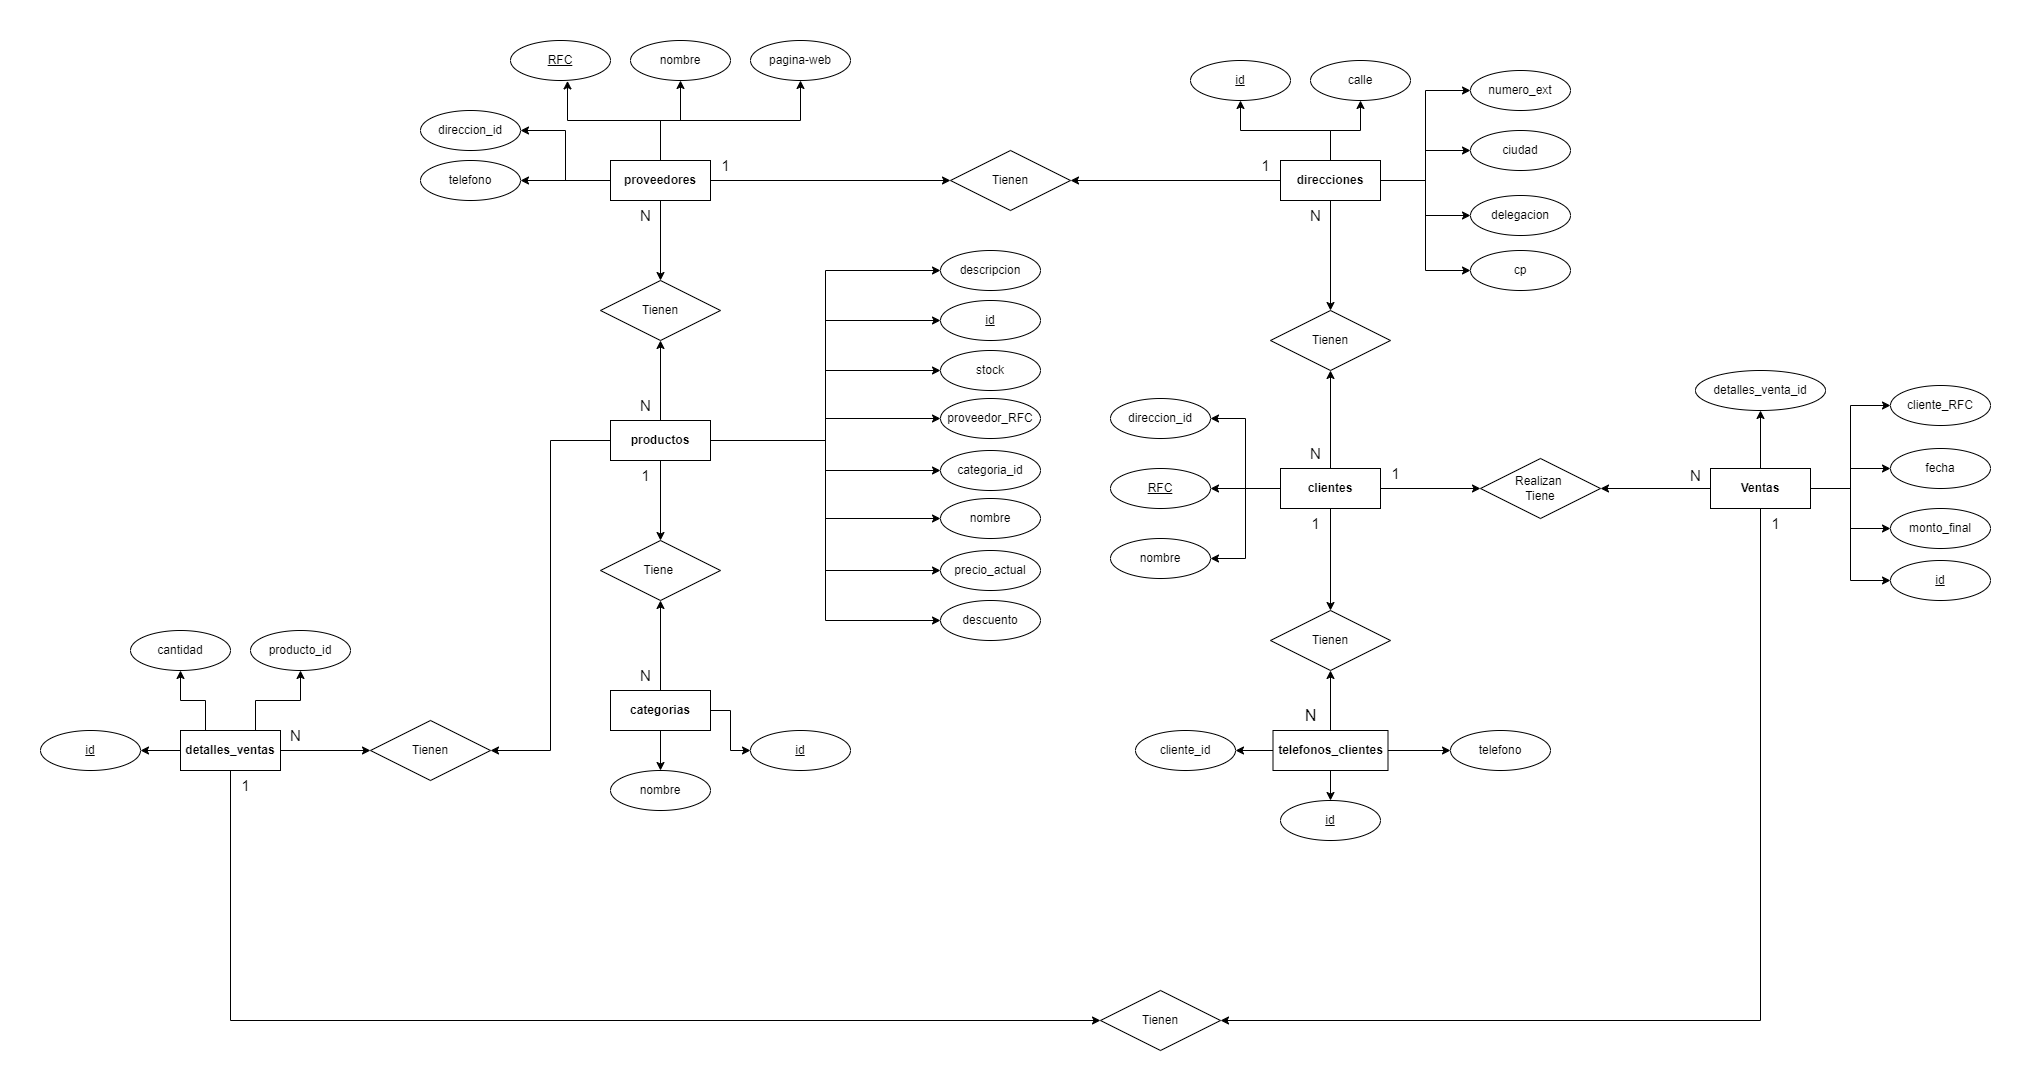 RFC
nombre
pagina-web
id
calle
numero_ext
direccion_id
ciudad
telefono
proveedores
1
Tienen
1
direcciones
N
N
delegacion
descripcion
cp
Tienen
id
Tienen
stock
detalles_venta_id
N
proveedor_RFC
direccion_id
cliente_RFC
productos
1
categoria_id
N
RFC
clientes
1
Realizan
Tiene
N
Ventas
fecha
nombre
1
1
monto_final
Tiene
precio_actual
nombre
id
descuento
cantidad
producto_id
Tienen
N
categorias
N
id
detalles_ventas
N
Tienen
id
cliente_id
telefonos_clientes
telefono
1
nombre
id
Tienen